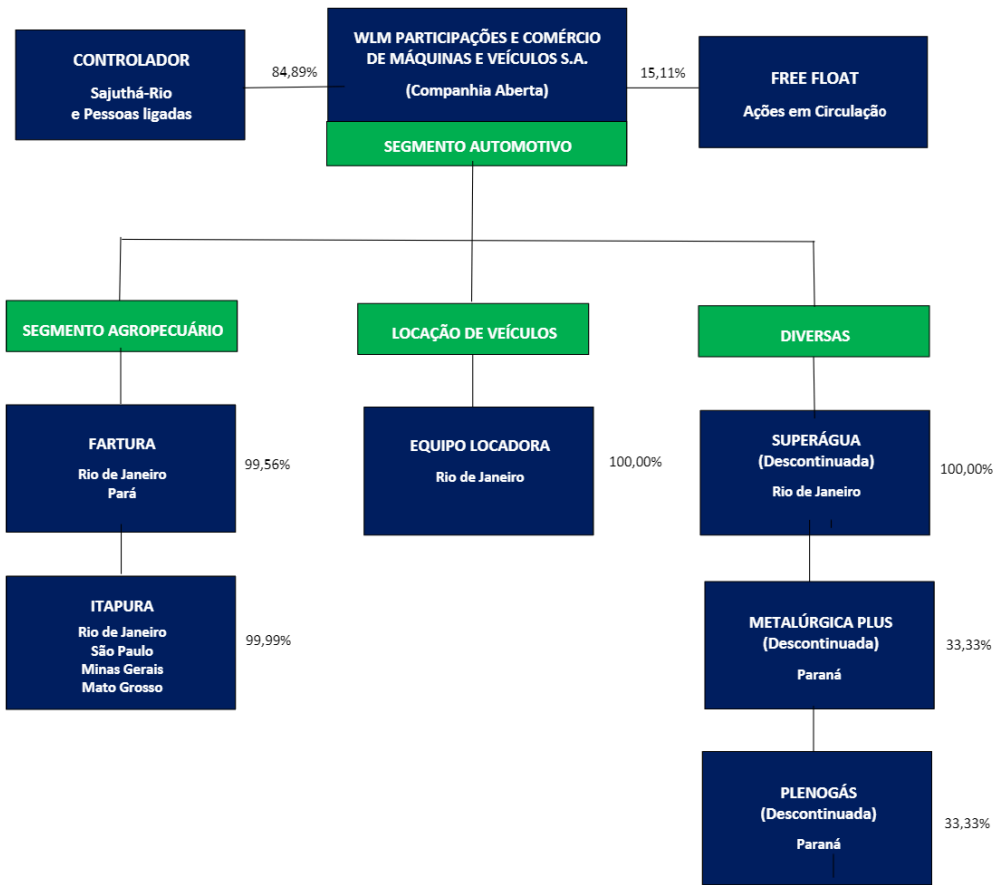 CONTROLADOR
Sajuthá-Rio
e Pessoas ligadas
84,89%
WLM PARTICIPAÇÕES E COMÉRCIO
DE MÁQUINAS E VEÍCULOS S.A.
(Companhia Aberta)
SEGMENTO AUTOMOTIVO
15,11%
FREE FLOAT
Ações em Circulação
SEGMENTO AGROPECUÁRIO
LOCAÇÃO DE VEÍCULOS
DIVERSAS
FARTURA
Rio de Janeiro
Pará
99,56%
EQUIPO LOCADORA
Rio de Janeiro
100,00%
SUPERÁGUA
(Descontinuada)
Rio de Janeiro
100,00%
ITAPURA
Rio de Janeiro
São Paulo
Minas Gerais
Mato Grosso
99,99%
METALÚRGICA PLUS
(Descontinuada)
Paraná
33,33%
PLENOGÁS
(Descontinuada)
Paraná
33,33%